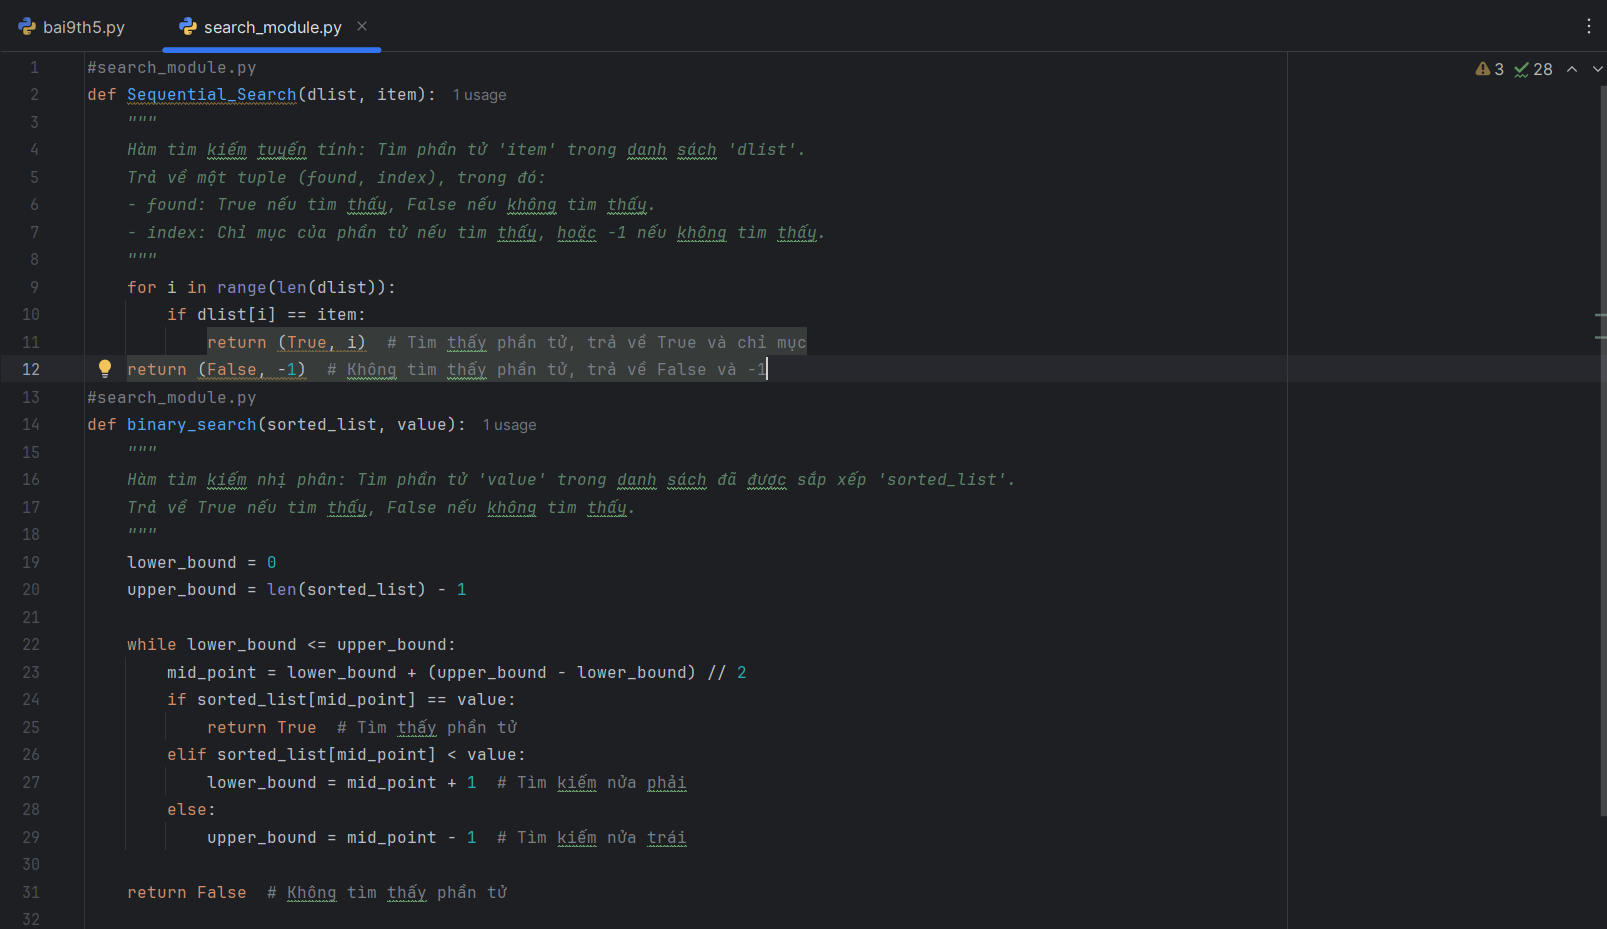 bai9th5.py search_module.py
3 28
1 #search_module.py
2 def Sequential_Search(dlist, item): 1 usage
3     """
4     Hàm tìm kiếm tuyến tính: Tìm phần tử 'item' trong danh sách 'dlist'.
5     Trả về một tuple (found, index), trong đó:
6     - found: True nếu tìm thấy, False nếu không tìm thấy.
7     - index: Chỉ mục của phần tử nếu tìm thấy, hoặc -1 nếu không tìm thấy.
8     """
9     for i in range(len(dlist)):
10         if dlist[i] == item:
11             return (True, i)  # Tìm thấy phần tử, trả về True và chỉ mục
12     return (False, -1)  # Không tìm thấy phần tử, trả về False và -1
13 #search_module.py
14 def binary_search(sorted_list, value): 1 usage
15     """
16     Hàm tìm kiếm nhị phân: Tìm phần tử 'value' trong danh sách đã được sắp xếp 'sorted_list'.
17     Trả về True nếu tìm thấy, False nếu không tìm thấy.
18     """
19     lower_bound = 0
20     upper_bound = len(sorted_list) - 1
21
22     while lower_bound <= upper_bound:
23         mid_point = lower_bound + (upper_bound - lower_bound) // 2
24         if sorted_list[mid_point] == value:
25             return True  # Tìm thấy phần tử
26         elif sorted_list[mid_point] < value:
27             lower_bound = mid_point + 1  # Tìm kiếm nửa phải
28         else:
29             upper_bound = mid_point - 1  # Tìm kiếm nửa trái
30
31     return False  # Không tìm thấy phần tử
32